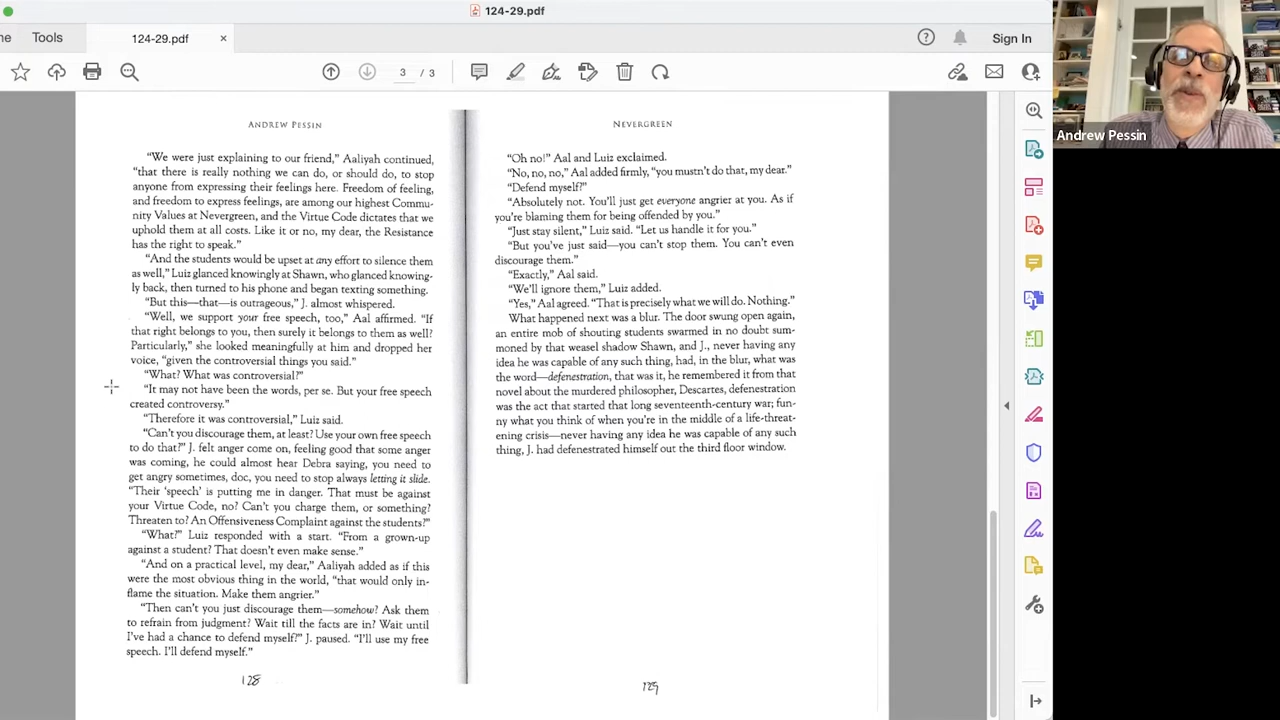 124-29.pdf
ne
Tools
124-29.pdf
×
?
Sign In
3 / 3
Andrew Pessin
ANDREW PESSIN
“We were just explaining to our friend,” Aaliyah continued,
“that there is really nothing we can do, or should do, to stop
anyone from expressing their feelings here. Freedom of feeling,
and freedom to express feelings, are among our highest Commu-
nity Values at Nevergreen, and the Virtue Code dictates that we
uphold them at all costs. Like it or no, my dear, the Resistance
has the right to speak.”
“And the students would be upset at any effort to silence them
as well,” Luiz glanced knowingly at Shawn, who glanced knowing-
ly back, then turned to his phone and began texting something.
“But this—that—is outrageous,” J. almost whispered.
“Well, we support your free speech, too,” Aal affirmed. “If
that right belongs to you, then surely it belongs to them as well?
Particularly,” she looked meaningfully at him and dropped her
voice, “given the controversial things you said.”
“What? What was controversial?”
“It may not have been the words, per se. But your free speech
created controversy.”
“Therefore it was controversial,” Luiz said.
“Can’t you discourage them, at least? Use your own free speech
to do that?” J. felt anger come on, feeling good that some anger
was coming, he could almost hear Debra saying, you need to
get angry sometimes, doc, you need to stop always letting it slide.
“Their ‘speech’ is putting me in danger. That must be against
your Virtue Code, no? Can’t you charge them, or something?
Threaten to? An Offensiveness Complaint against the students?”
“What?” Luiz responded with a start. “From a grown-up
against a student? That doesn’t even make sense.”
“And on a practical level, my dear,” Aaliyah added as if this
were the most obvious thing in the world, “that would only in-
flame the situation. Make them angrier.”
“Then can’t you just discourage them—somehow? Ask them
to refrain from judgment? Wait till the facts are in? Wait until
I’ve had a chance to defend myself?” J. paused. “I’ll use my free
speech. I’ll defend myself.”
128
NEVERGREEN
“Oh no!” Aal and Luiz exclaimed.
“No, no, no,” Aal added firmly, “you mustn’t do that, my dear.”
“Defend myself?”
“Absolutely not. You’ll just get everyone angrier at you. As if
you’re blaming them for being offended by you.”
“Just stay silent,” Luiz said. “Let us handle it for you.”
“But you’ve just said—you can’t stop them. You can’t even
discourage them.”
“Exactly,” Aal said.
“We’ll ignore them,” Luiz added.
“Yes,” Aal agreed. “That is precisely what we will do. Nothing.”
What happened next was a blur. The door swung open again,
an entire mob of shouting students swarmed in no doubt sum-
moned by that weasel shadow Shawn, and J., never having any
idea he was capable of any such thing, had, in the blur, what was
the word—defenestration, that was it, he remembered it from that
novel about the murdered philosopher, Descartes, defenestration
was the act that started that long seventeenth-century war; fun-
ny what you think of when you’re in the middle of a life-threat-
ening crisis—never having any idea he was capable of any such
thing, J. had defenestrated himself out the third floor window.
129